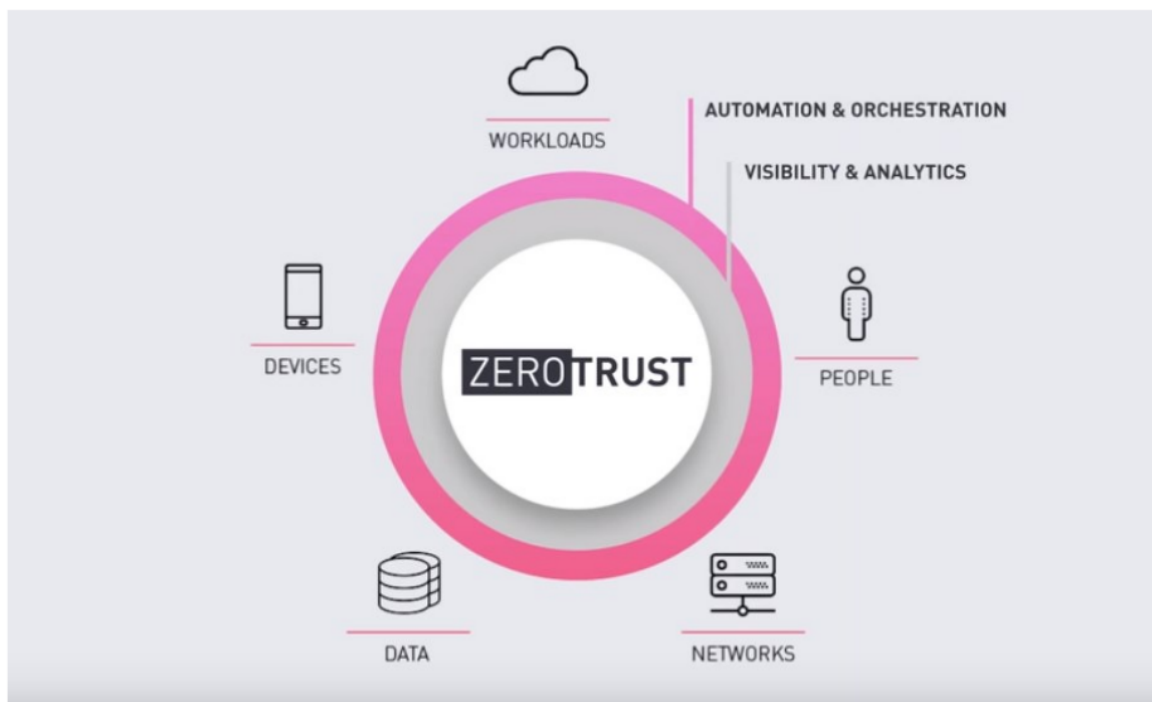 WORKLOADS
AUTOMATION & ORCHESTRATION
VISIBILITY & ANALYTICS
DEVICES
ZEROTRUST
PEOPLE
DATA
NETWORKS